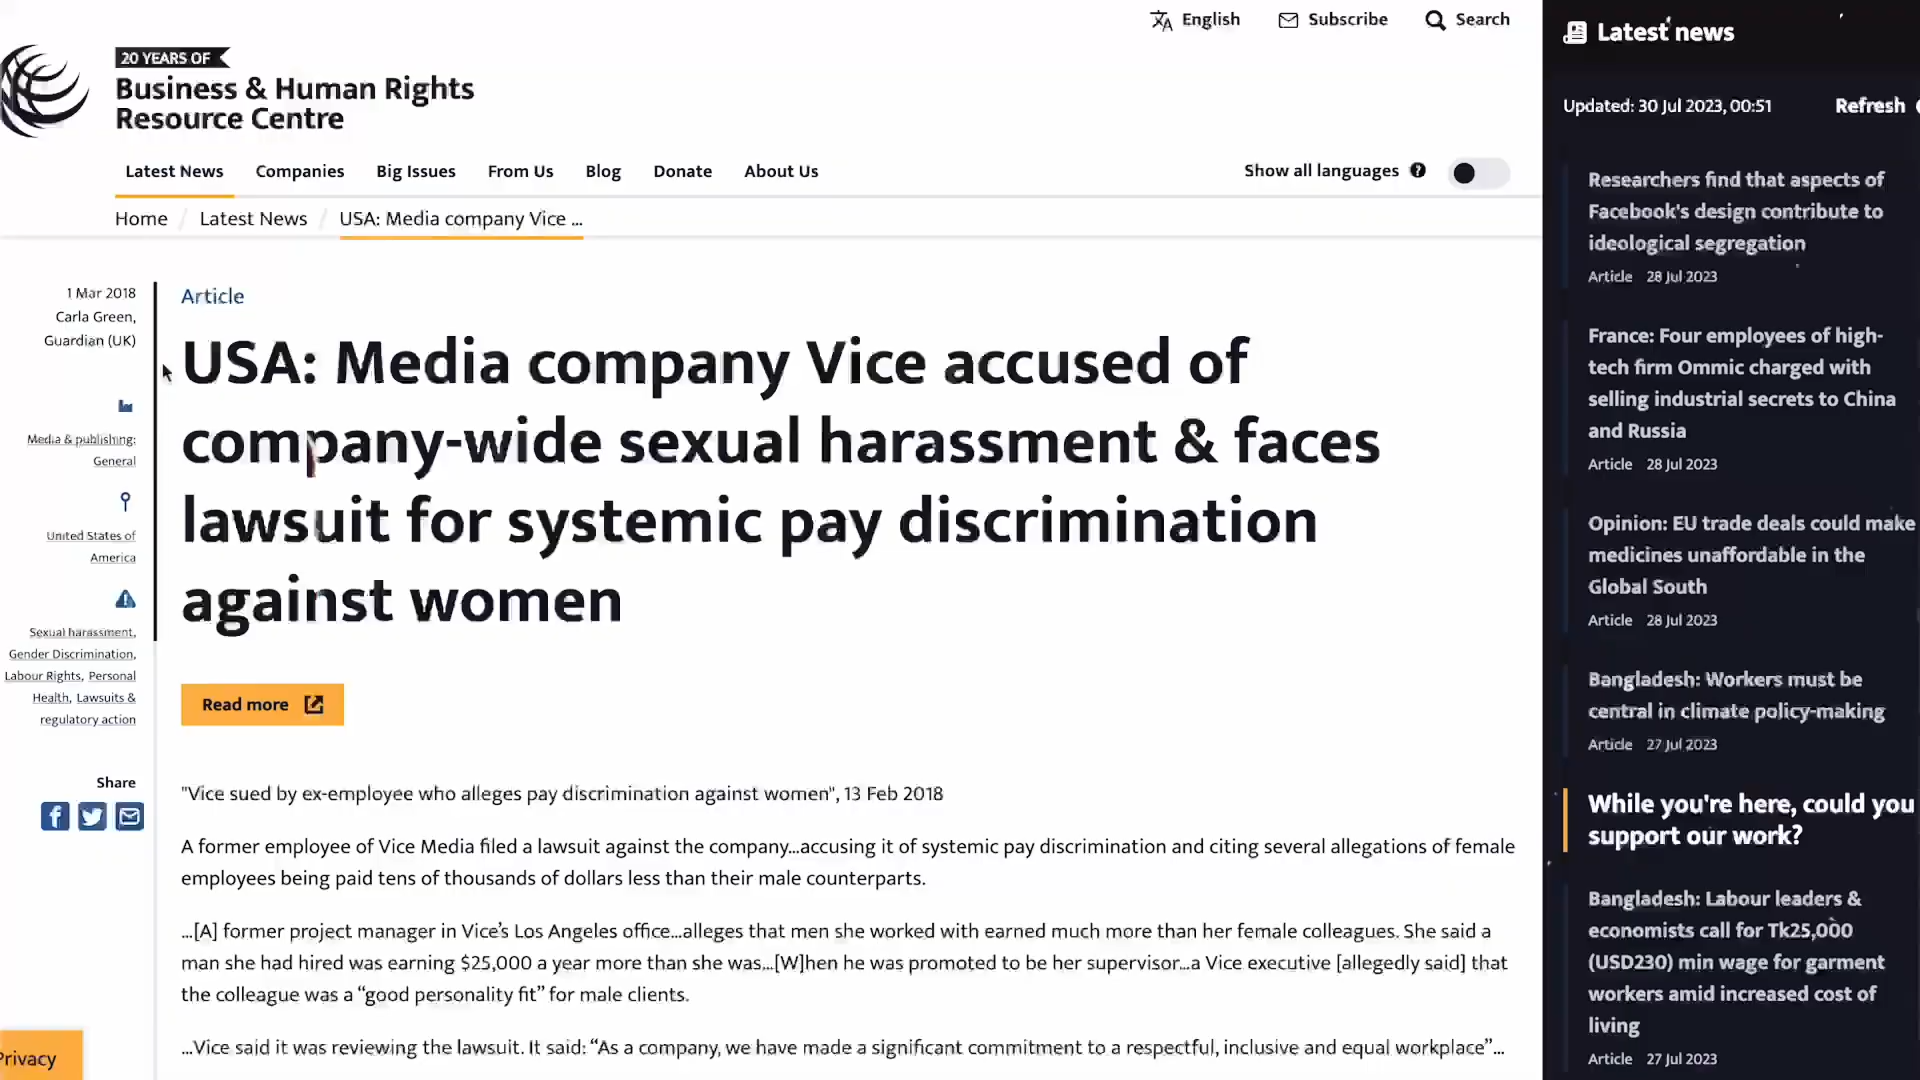 English
Subscribe
Search
20 YEARS OF
Business & Human Rights
Resource Centre
Latest News
Companies
Big Issues
From Us
Blog
Donate
About Us
Show all languages
Home / Latest News / USA: Media company Vice ...
1 Mar 2018
Carla Green,
Guardian (UK)
Media & publishing:
General
United States of
America
Sexual harassment,
Gender Discrimination,
Labour Rights, Personal
Health, Lawsuits &
regulatory action
Share
Article
USA: Media company Vice accused of
company-wide sexual harassment & faces
lawsuit for systemic pay discrimination
against women
Read more
"Vice sued by ex-employee who alleges pay discrimination against women", 13 Feb 2018
A former employee of Vice Media filed a lawsuit against the company...accusing it of systemic pay discrimination and citing several allegations of female
employees being paid tens of thousands of dollars less than their male counterparts.
...[A] former project manager in Vice’s Los Angeles office...alleges that men she worked with earned much more than her female colleagues. She said a
man she had hired was earning $25,000 a year more than she was...[W]hen he was promoted to be her supervisor...a Vice executive [allegedly said] that
the colleague was a “good personality fit” for male clients.
...Vice said it was reviewing the lawsuit. It said: “As a company, we have made a significant commitment to a respectful, inclusive and equal workplace”...
Privacy
Latest news
Updated: 30 Jul 2023, 00:51
Refresh
Researchers find that aspects of
Facebook's design contribute to
ideological segregation
Article 28 Jul 2023
France: Four employees of high-
tech firm Ommic charged with
selling industrial secrets to China
and Russia
Article 28 Jul 2023
Opinion: EU trade deals could make
medicines unaffordable in the
Global South
Article 28 Jul 2023
Bangladesh: Workers must be
central in climate policy-making
Article 27 Jul 2023
While you're here, could you
support our work?
Bangladesh: Labour leaders &
economists call for Tk25,000
(USD230) min wage for garment
workers amid increased cost of
living
Article 27 Jul 2023